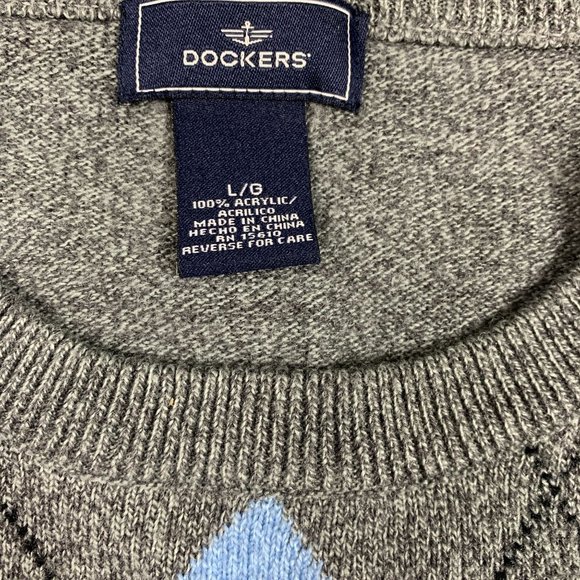 DOCKERS®
L/G
100% ACRYLIC/
ACRILICO
MADE IN CHINA
HECHO EN CHINA
RN 15610
REVERSE FOR CARE